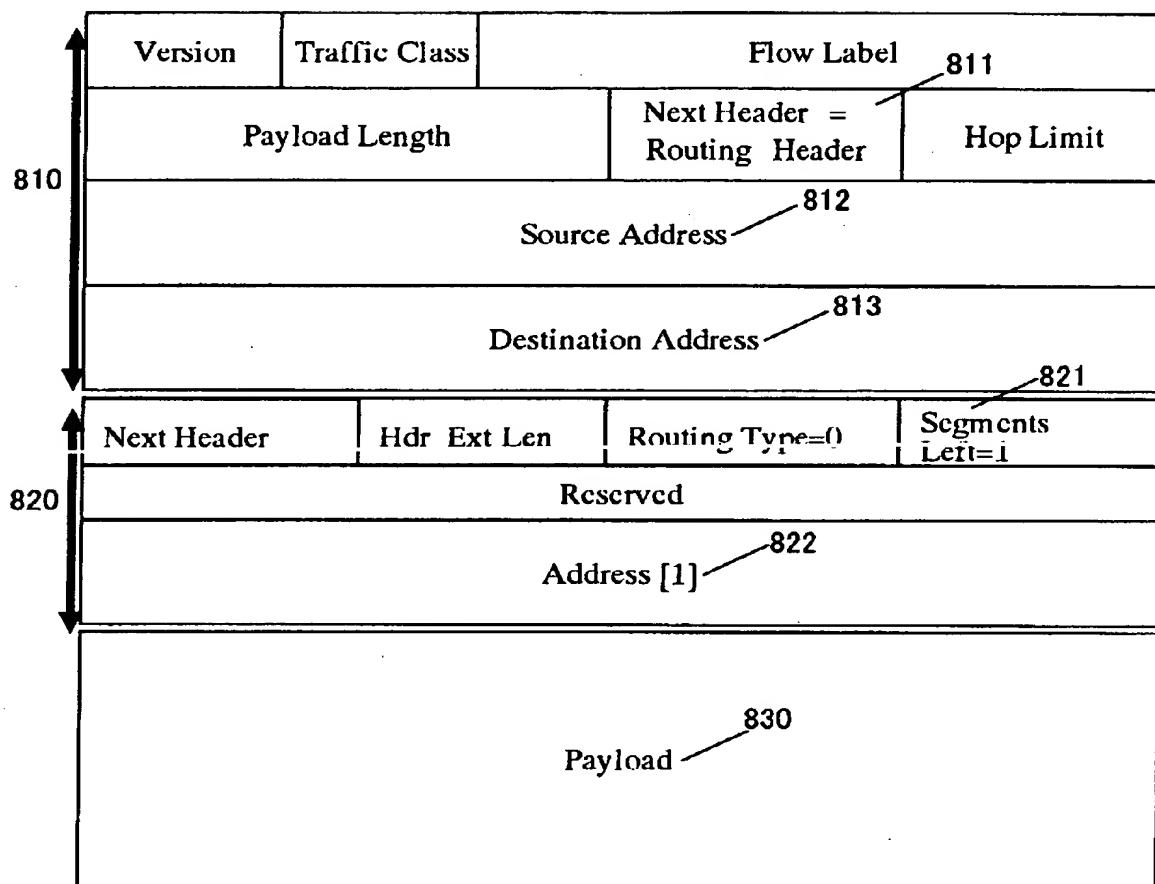 Version Traffic Class Flow Label
811
Payload Length Next Header = Hop Limit
Routing Header
810
812
Source Address
813
Destination Address
821
Next Header Hdr Ext Len Routing Type=0 Segments
Left=1
820
Reserved
822
Address [1]
830
Payload